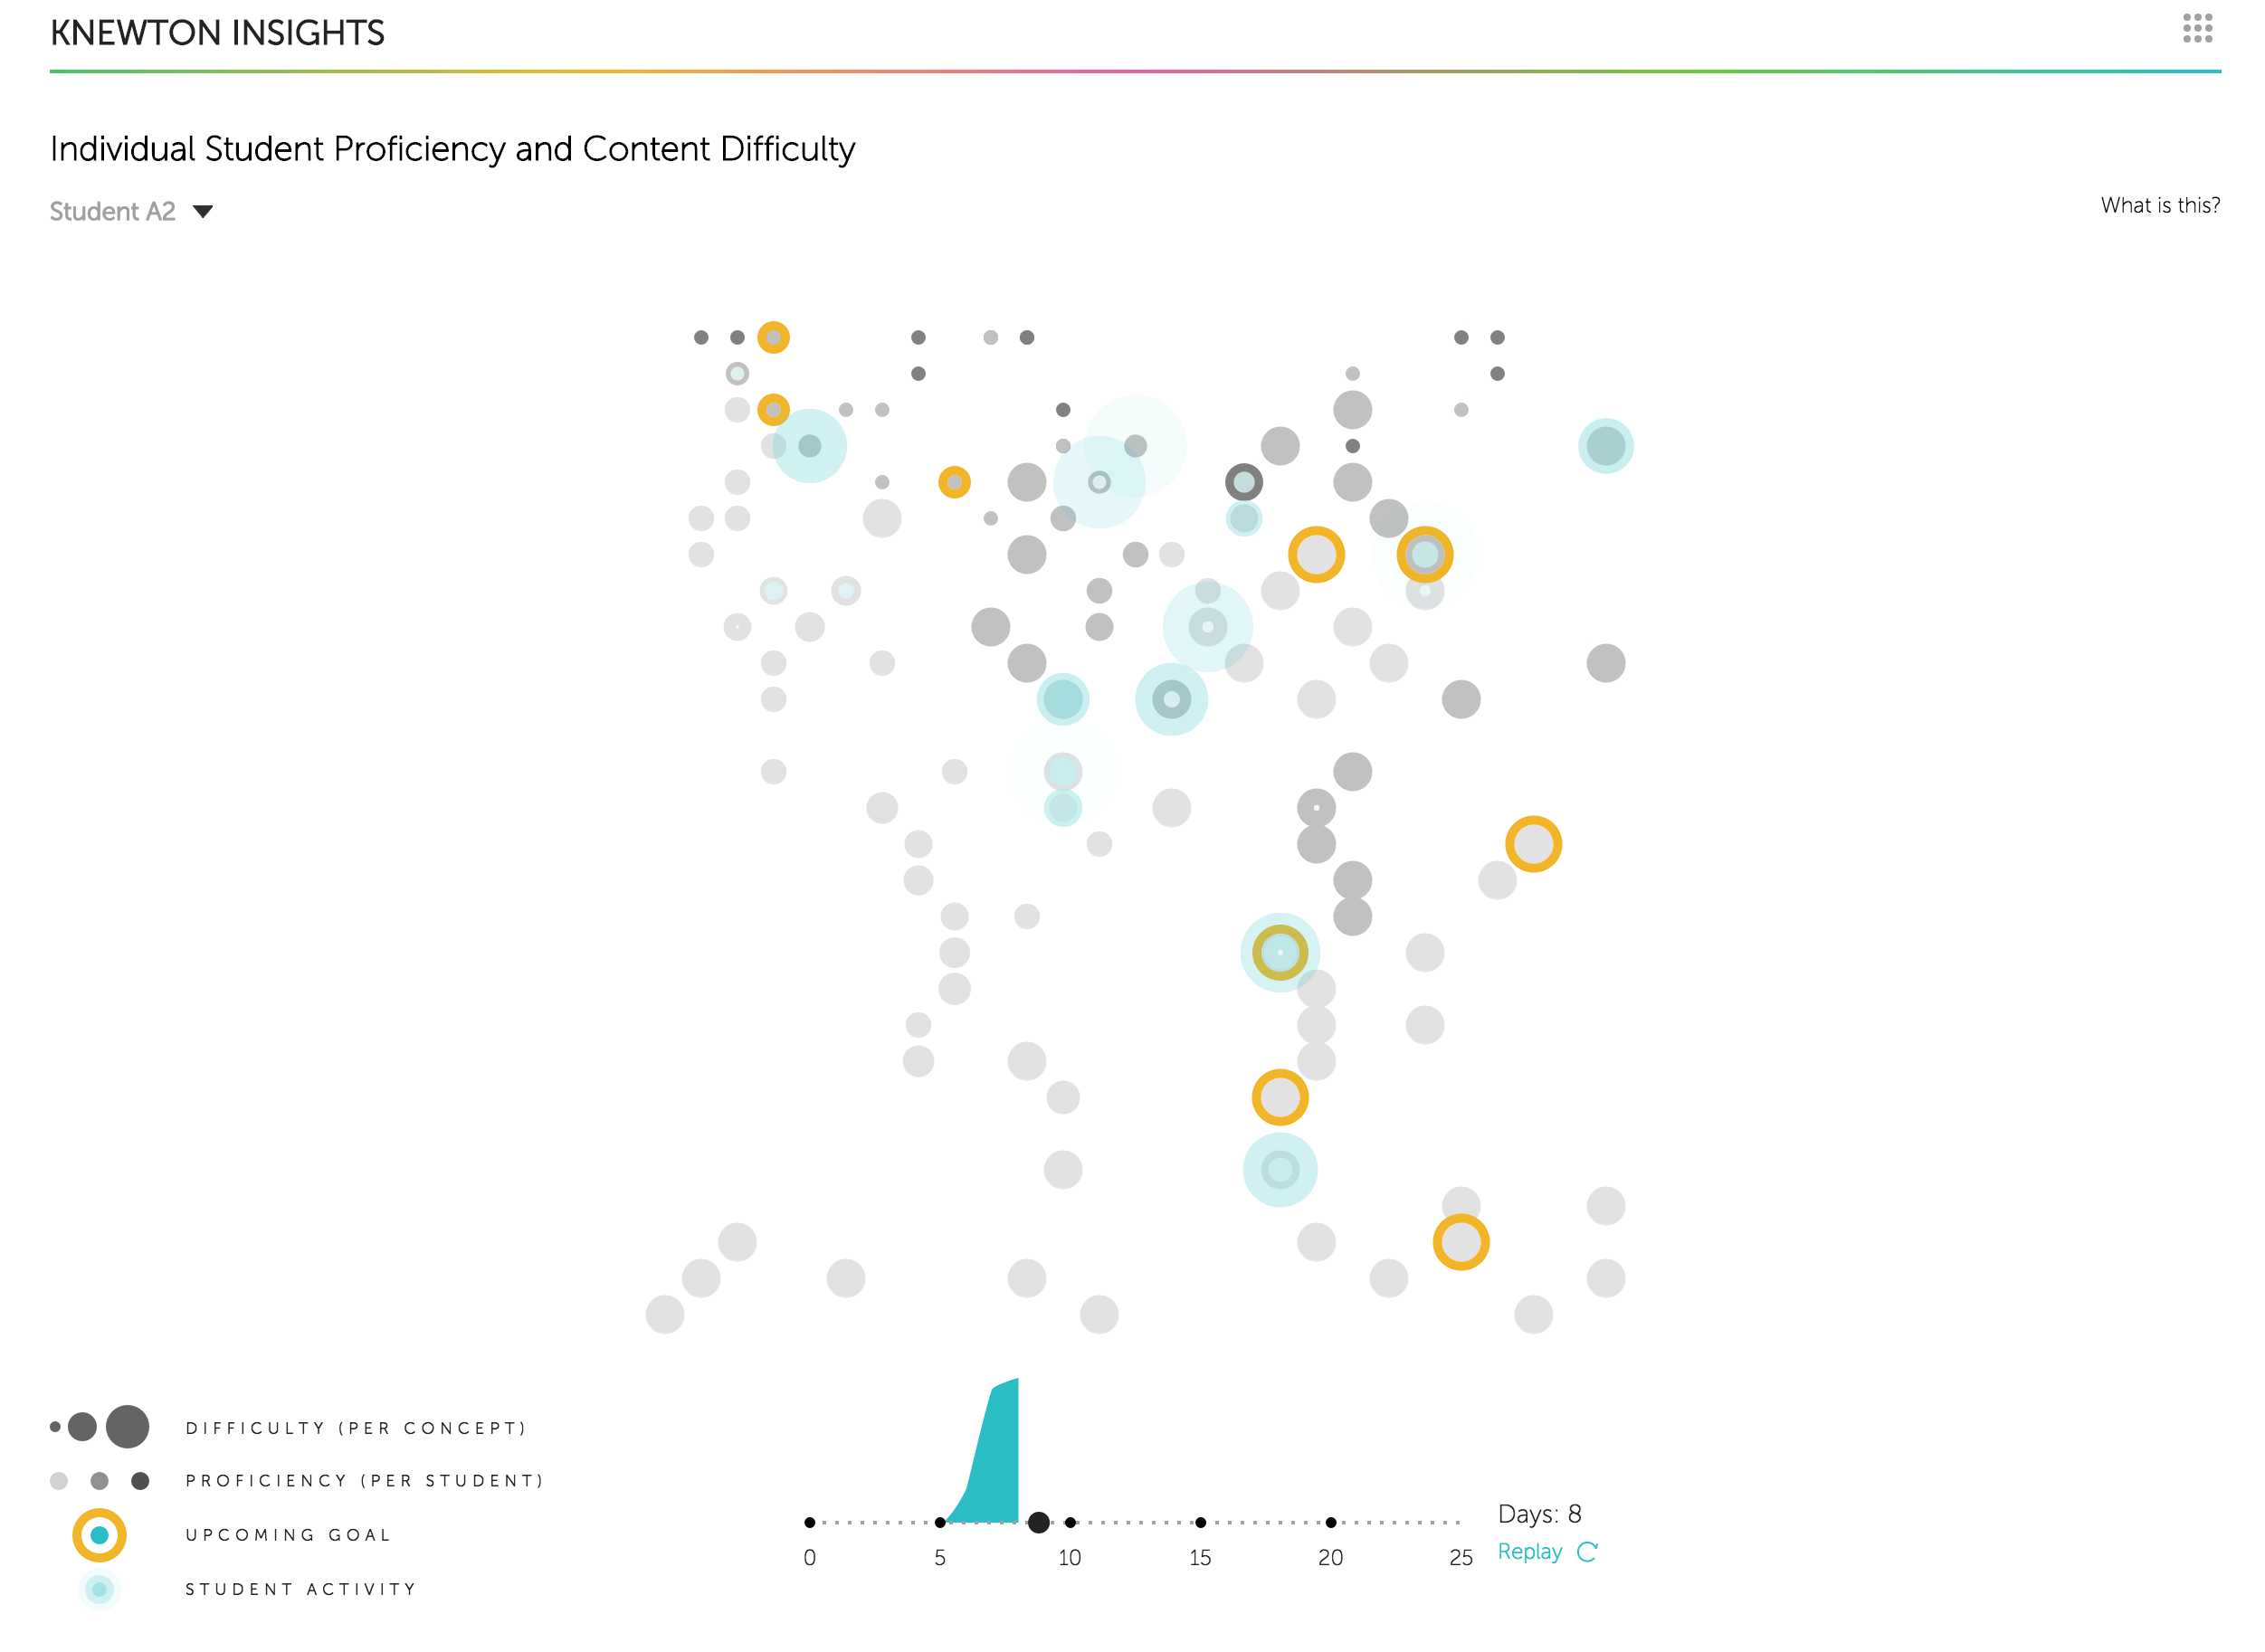 KNEWTON INSIGHTS
Individual Student Proficiency and Content Difficulty
Student A2
What is this?
DIFFICULTY (PER CONCEPT)
PROFICIENCY (PER STUDENT)
UPCOMING GOAL
STUDENT ACTIVITY
0 5 10 15 20 25
Days: 8
Replay